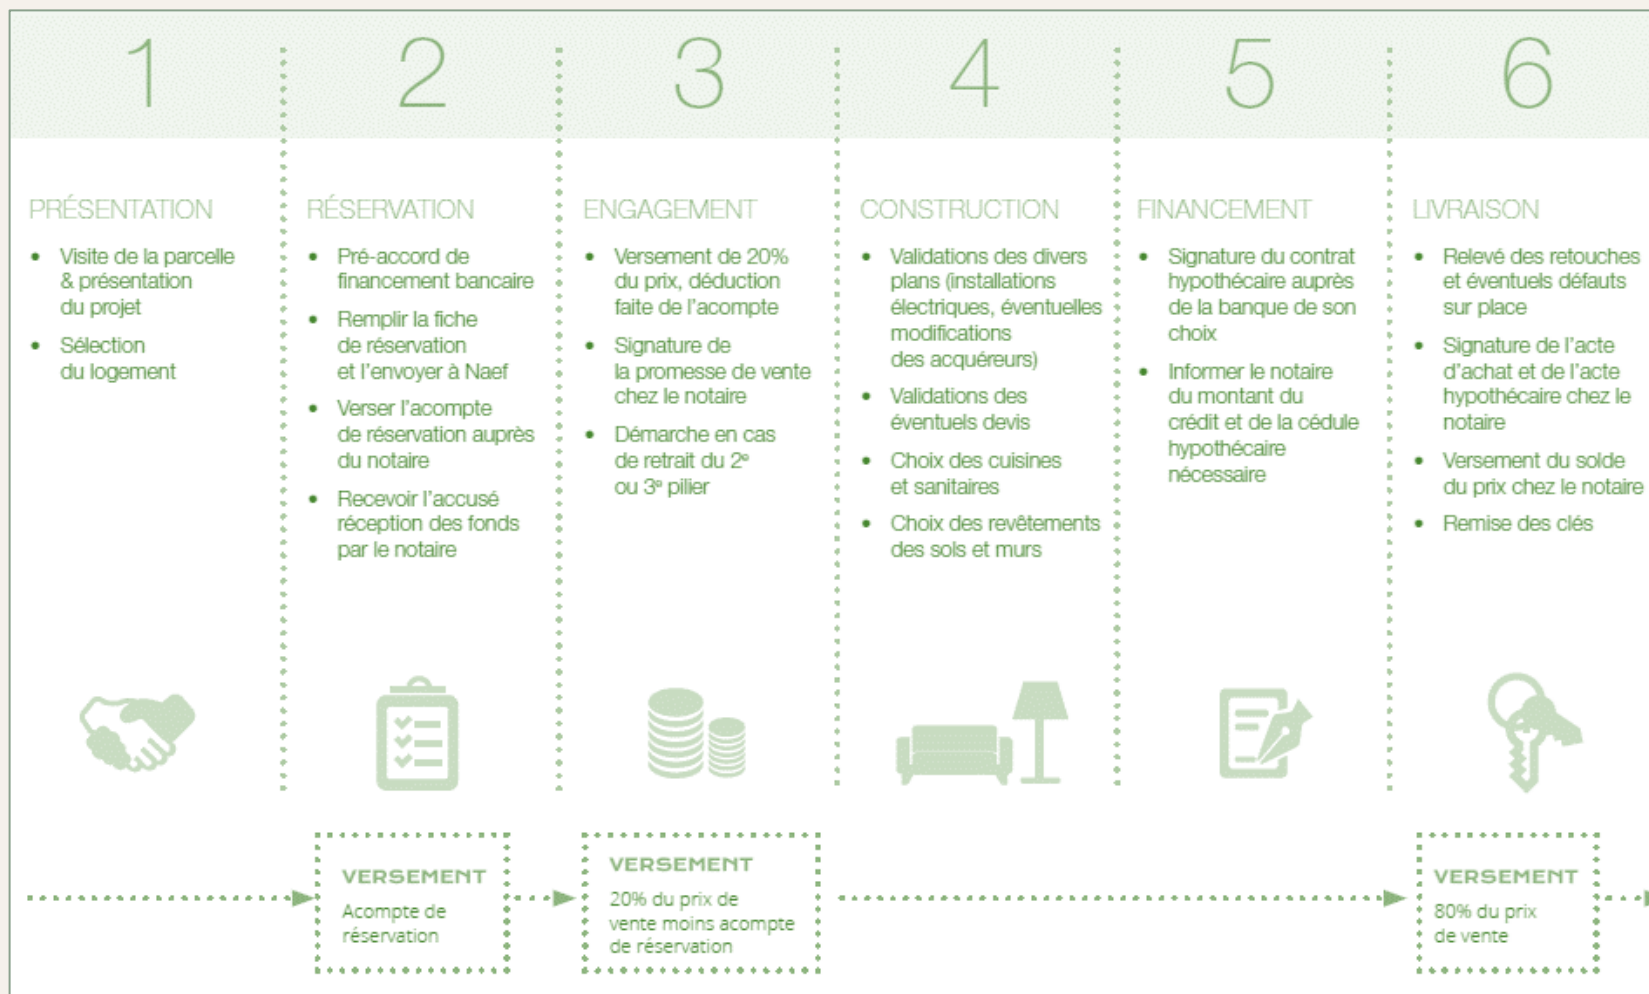 1
2
3
4
5
6
PRÉSENTATION
• Visite de la parcelle
& présentation
du projet
• Sélection
du logement
RÉSERVATION
• Pré-accord de
financement bancaire
• Remplir la fiche
de réservation
et l'envoyer à Naef
• Verser l'acompte
de réservation auprès
du notaire
• Recevoir l'accusé
réception des fonds
par le notaire
ENGAGEMENT
• Versement de 20%
du prix, déduction
faite de l'acompte
• Signature de
la promesse de vente
chez le notaire
• Démarche en cas
de retrait du 2e
ou 3e pilier
CONSTRUCTION
• Validations des divers
plans (installations
électriques, éventuelles
modifications
des acquéreurs)
• Validations des
éventuels devis
• Choix des cuisines
et sanitaires
• Choix des revêtements
des sols et murs
FINANCEMENT
• Signature du contrat
hypothécaire auprès
de la banque de son
choix
• Informer le notaire
du montant du
crédit et de la cédule
hypothécaire
nécessaire
LIVRAISON
• Relevé des retouches
et éventuels défauts
sur place
• Signature de l'acte
d'achat et de l'acte
hypothécaire chez le
notaire
• Versement du solde
du prix chez le notaire
• Remise des clés
VERSEMENT
Acompte de
réservation
VERSEMENT
20% du prix de
vente moins acompte
de réservation
VERSEMENT
80% du prix
de vente